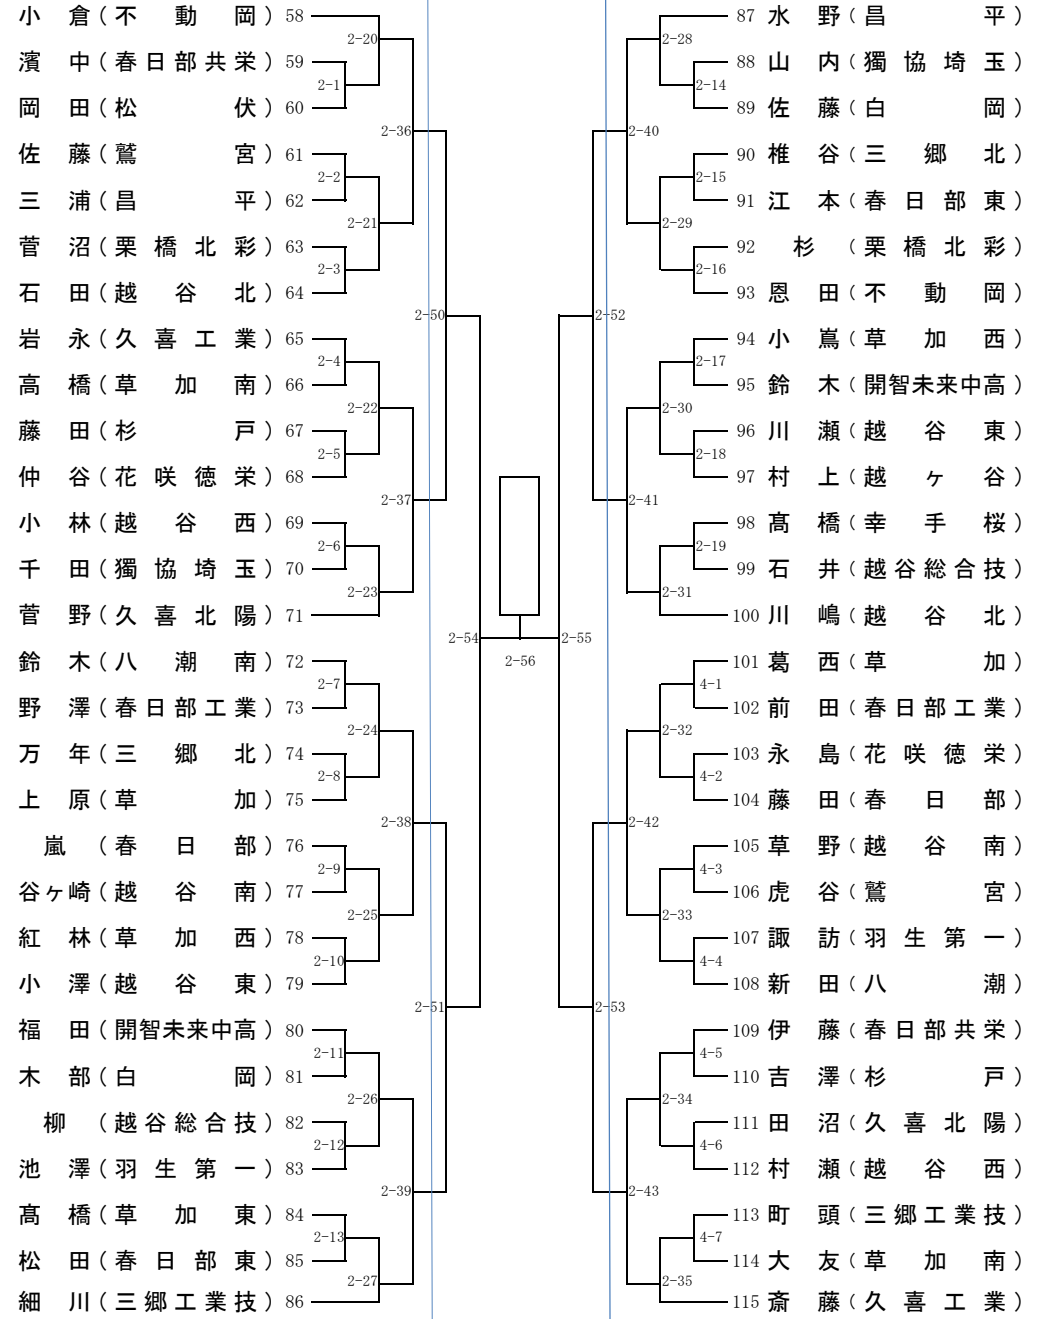 小倉(不動岡) 58
濱中(春日部共栄) 59
岡田(松伏) 60
佐藤(鷲宮) 61
三浦(昌平) 62
菅沼(栗橋北彩) 63
石田(越谷北) 64
岩永(久喜工業) 65
高橋(草加南) 66
藤田(杉戸) 67
仲谷(花咲徳栄) 68
小林(越谷西) 69
千田(獨協埼玉) 70
菅野(久喜北陽) 71
鈴木(八潮南) 72
野澤(春日部工業) 73
万年(三郷北) 74
上原(草加) 75
嵐(春日部) 76
谷ヶ崎(越谷南) 77
紅林(草加西) 78
小澤(越谷東) 79
福田(開智未来中高) 80
木部(白岡) 81
柳(越谷総合技) 82
池澤(羽生第一) 83
髙橋(草加東) 84
松田(春日部東) 85
細川(三郷工業技) 86
2-20
2-1
2-36
2-2
2-21
2-3
2-50
2-4
2-22
2-5
2-37
2-6
2-23
2-54
2-7
2-24
2-8
2-38
2-9
2-25
2-10
2-51
2-11
2-26
2-12
2-39
2-13
2-27
2-56
2-28
2-14
2-40
2-15
2-29
2-16
2-52
2-17
2-30
2-18
2-41
2-19
2-31
2-55
4-1
2-32
4-2
2-42
4-3
2-33
4-4
2-53
4-5
2-34
4-6
2-43
4-7
2-35
87 水野(昌平)
88 山内(獨協埼玉)
89 佐藤(白岡)
90 椎谷(三郷北)
91 江本(春日部東)
92 杉(栗橋北彩)
93 恩田(不動岡)
94 小嶌(草加西)
95 鈴木(開智未来中高)
96 川瀬(越谷東)
97 村上(越ヶ谷)
98 髙橋(幸手桜)
99 石井(越谷総合技)
100 川嶋(越谷北)
101 葛西(草加)
102 前田(春日部工業)
103 永島(花咲徳栄)
104 藤田(春日部)
105 草野(越谷南)
106 虎谷(鷲宮)
107 諏訪(羽生第一)
108 新田(八潮)
109 伊藤(春日部共栄)
110 吉澤(杉戸)
111 田沼(久喜北陽)
112 村瀬(越谷西)
113 町頭(三郷工業技)
114 大友(草加南)
115 斎藤(久喜工業)